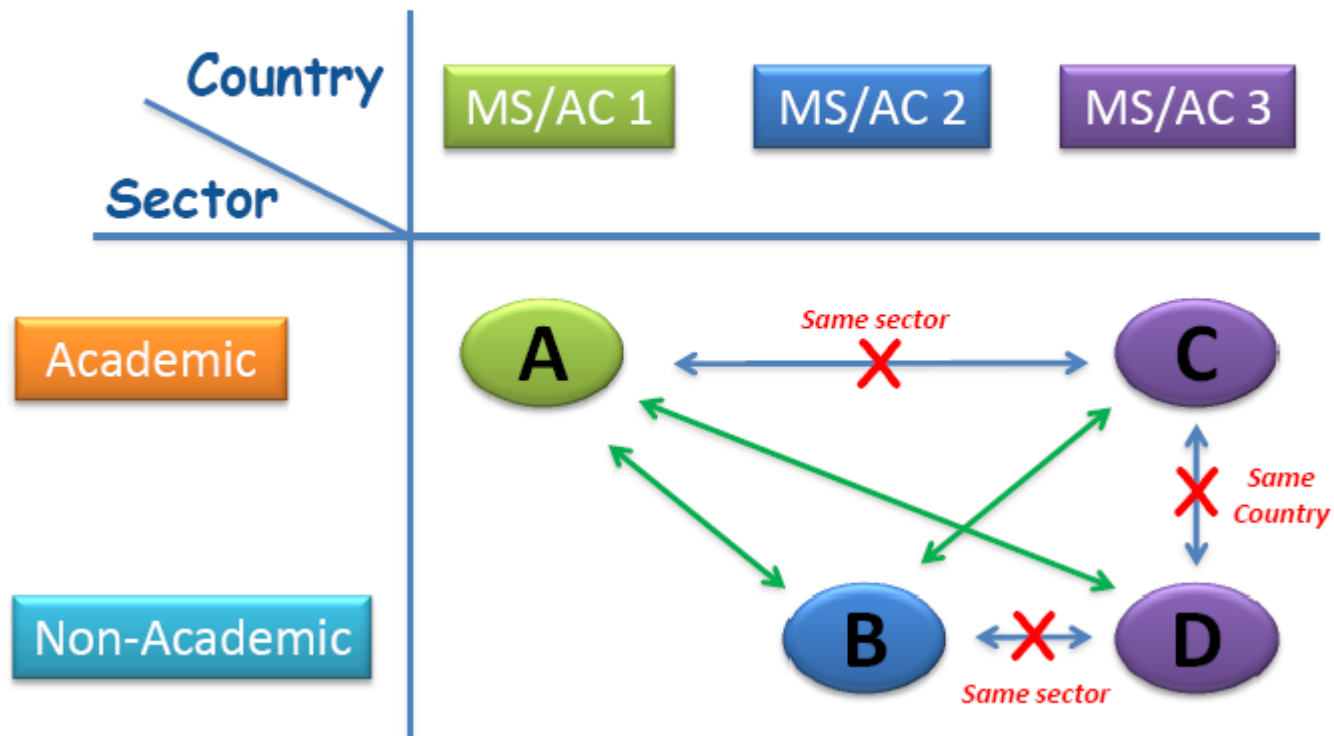 Country
Sector
MS/AC 1
MS/AC 2
MS/AC 3
Academic
A
Same sector
C
Same
Country
Non-Academic
B
D
Same sector